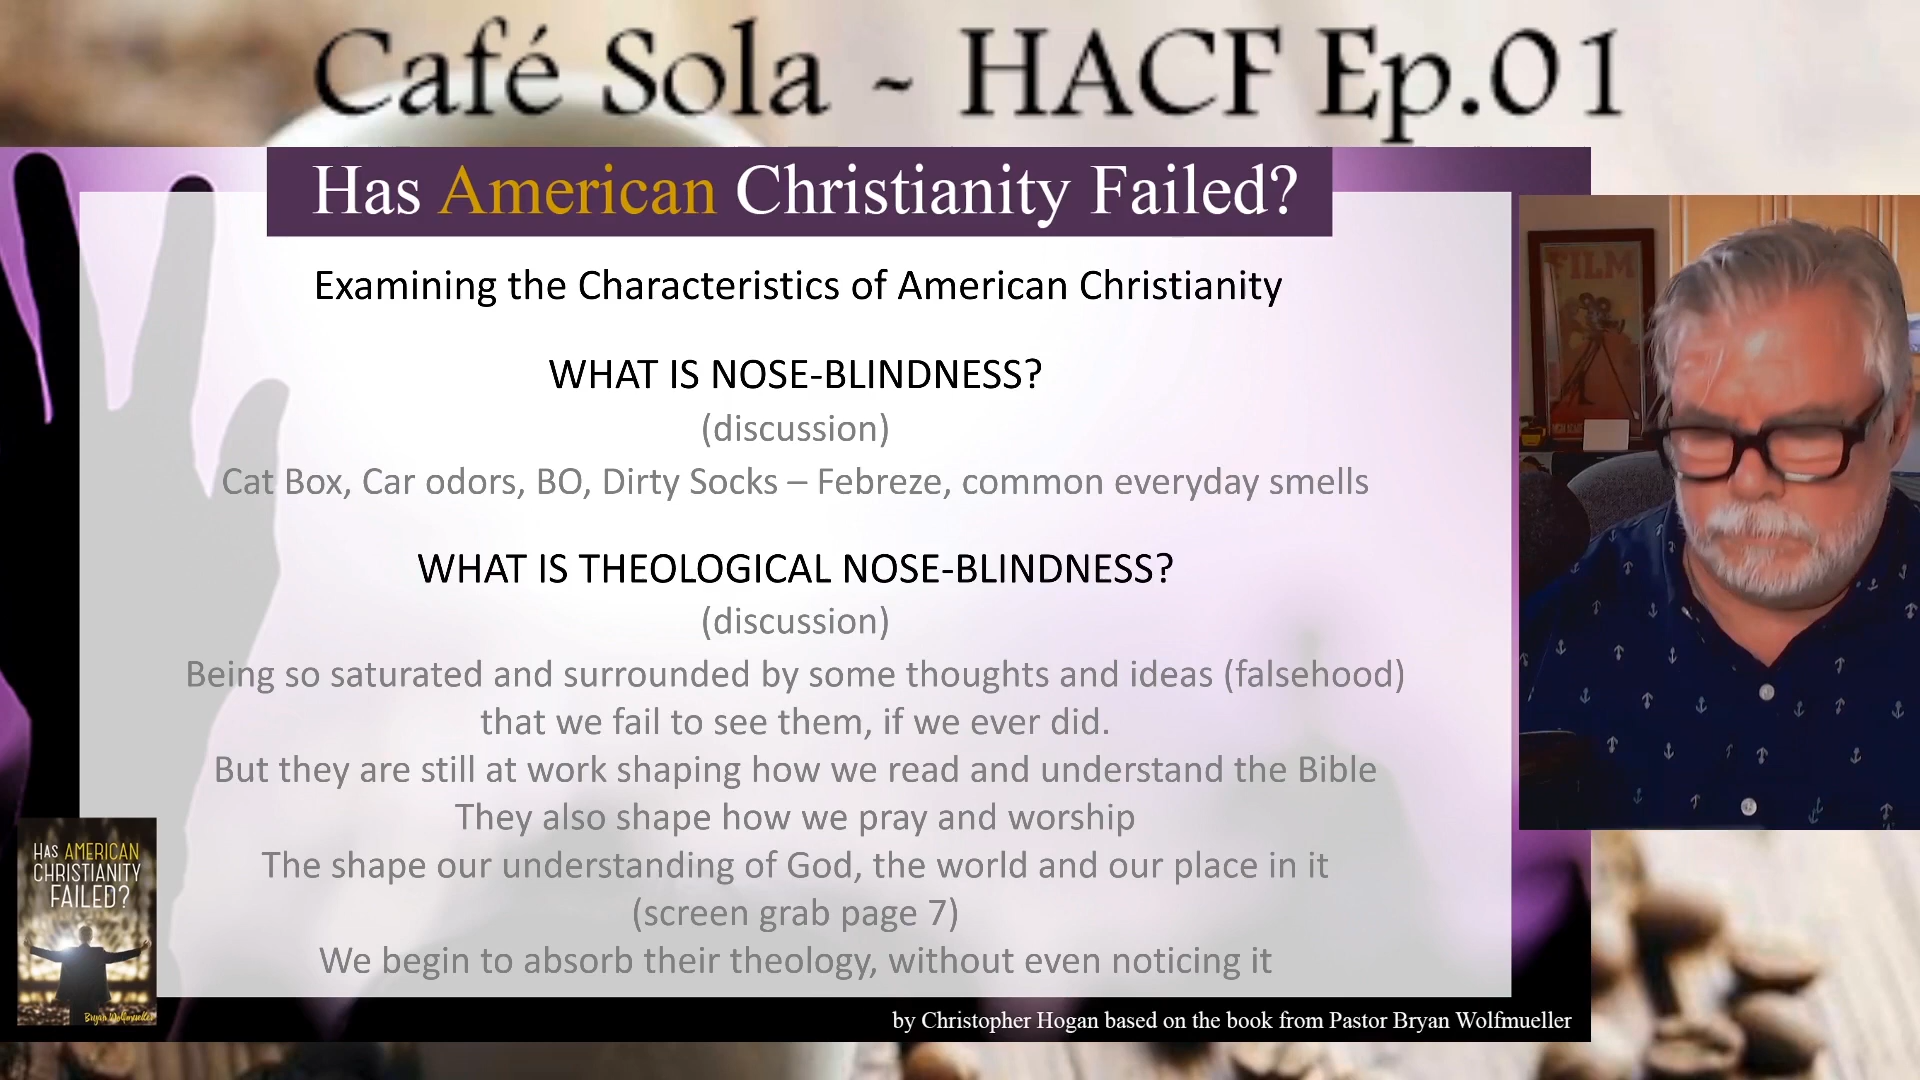 Café Sola ~ HACF Ep.01
Has American Christianity Failed?
Examining the Characteristics of American Christianity
WHAT IS NOSE-BLINDNESS?
(discussion)
Cat Box, Car odors, BO, Dirty Socks – Febreze, common everyday smells
WHAT IS THEOLOGICAL NOSE-BLINDNESS?
(discussion)
Being so saturated and surrounded by some thoughts and ideas (falsehood)
that we fail to see them, if we ever did.
But they are still at work shaping how we read and understand the Bible
They also shape how we pray and worship
The shape our understanding of God, the world and our place in it
(screen grab page 7)
We begin to absorb their theology, without even noticing it
by Christopher Hogan based on the book from Pastor Bryan Wolfmueller
HAS AMERICAN
CHRISTIANITY
FAILED?
Bryan Wolfmueller
FILM